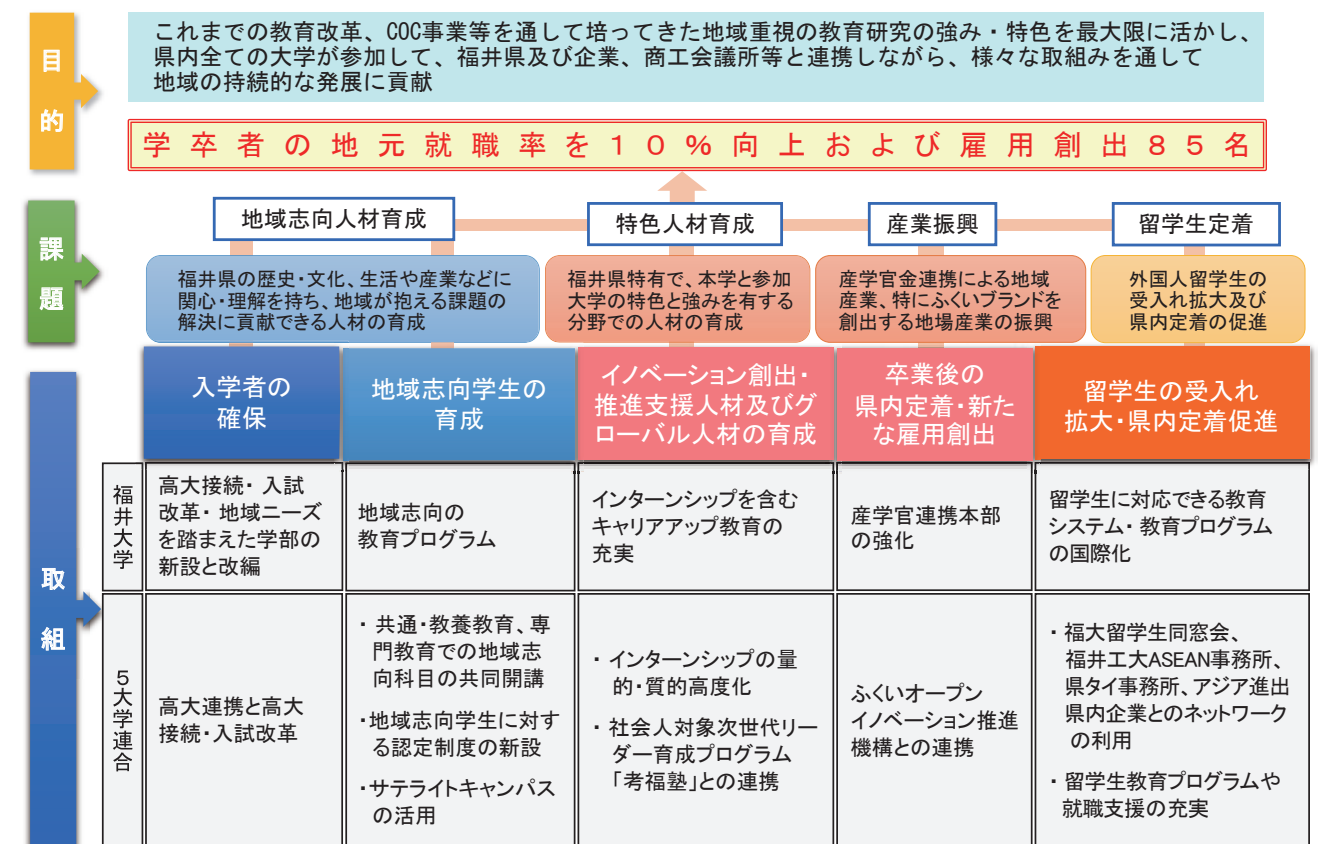 目的
これまでの教育改革、COC事業等を通して培ってきた地域重視の教育研究の強み・特色を最大限に活かし、
県内全ての大学が参加して、福井県及び企業、商工会議所等と連携しながら、様々な取組みを通して
地域の持続的な発展に貢献
学卒者の地元就職率を10%向上および雇用創出85名
課題
地域志向人材育成
特色人材育成
産業振興
留学生定着
福井県の歴史・文化、生活や産業などに
関心・理解を持ち、地域が抱える課題の
解決に貢献できる人材の育成
福井県特有で、本学と参加
大学の特色と強みを有する
分野での人材の育成
産学官金連携による地域
産業、特にふくいブランドを
創出する地場産業の振興
外国人留学生の
受入れ拡大及び
県内定着の促進
取組
入学者の
確保
地域志向学生の
育成
イノベーション創出・
推進支援人材及びグ
ローバル人材の育成
卒業後の
県内定着・新た
な雇用創出
留学生の受入れ
拡大・県内定着促進
福井大学
高大接続・入試
改革・地域ニーズ
を踏まえた学部の
新設と改編
地域志向の
教育プログラム
インターンシップを含む
キャリアアップ教育の
充実
産学官連携本部
の強化
留学生に対応できる教育
システム・教育プログラム
の国際化
5大学連合
高大連携と高大
接続・入試改革
・共通・教養教育、専
門教育での地域志
向科目の共同開講
・地域志向学生に対す
る認定制度の新設
・サテライトキャンパス
の活用
・インターンシップの量
的・質的高度化
・社会人対象次世代リー
ダー育成プログラム
「考福塾」との連携
ふくいオープン
イノベーション推進
機構との連携
・福大留学生同窓会、
福井工大ASEAN事務所、
県タイ事務所、アジア進出
県内企業とのネットワーク
の利用
・留学生教育プログラムや
就職支援の充実